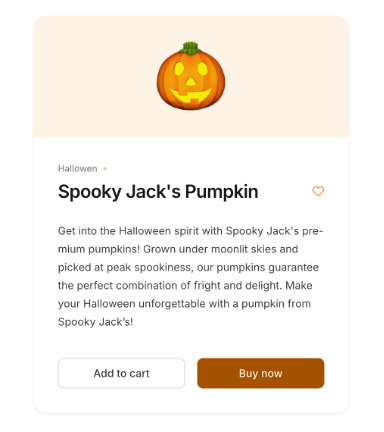 Hallowen
Spooky Jack's Pumpkin
Get into the Halloween spirit with Spooky Jack's pre-
mium pumpkins! Grown under moonlit skies and
picked at peak spookiness, our pumpkins guarantee
the perfect combination of fright and delight. Make
your Halloween unforgettable with a pumpkin from
Spooky Jack's!
Add to cart
Buy now